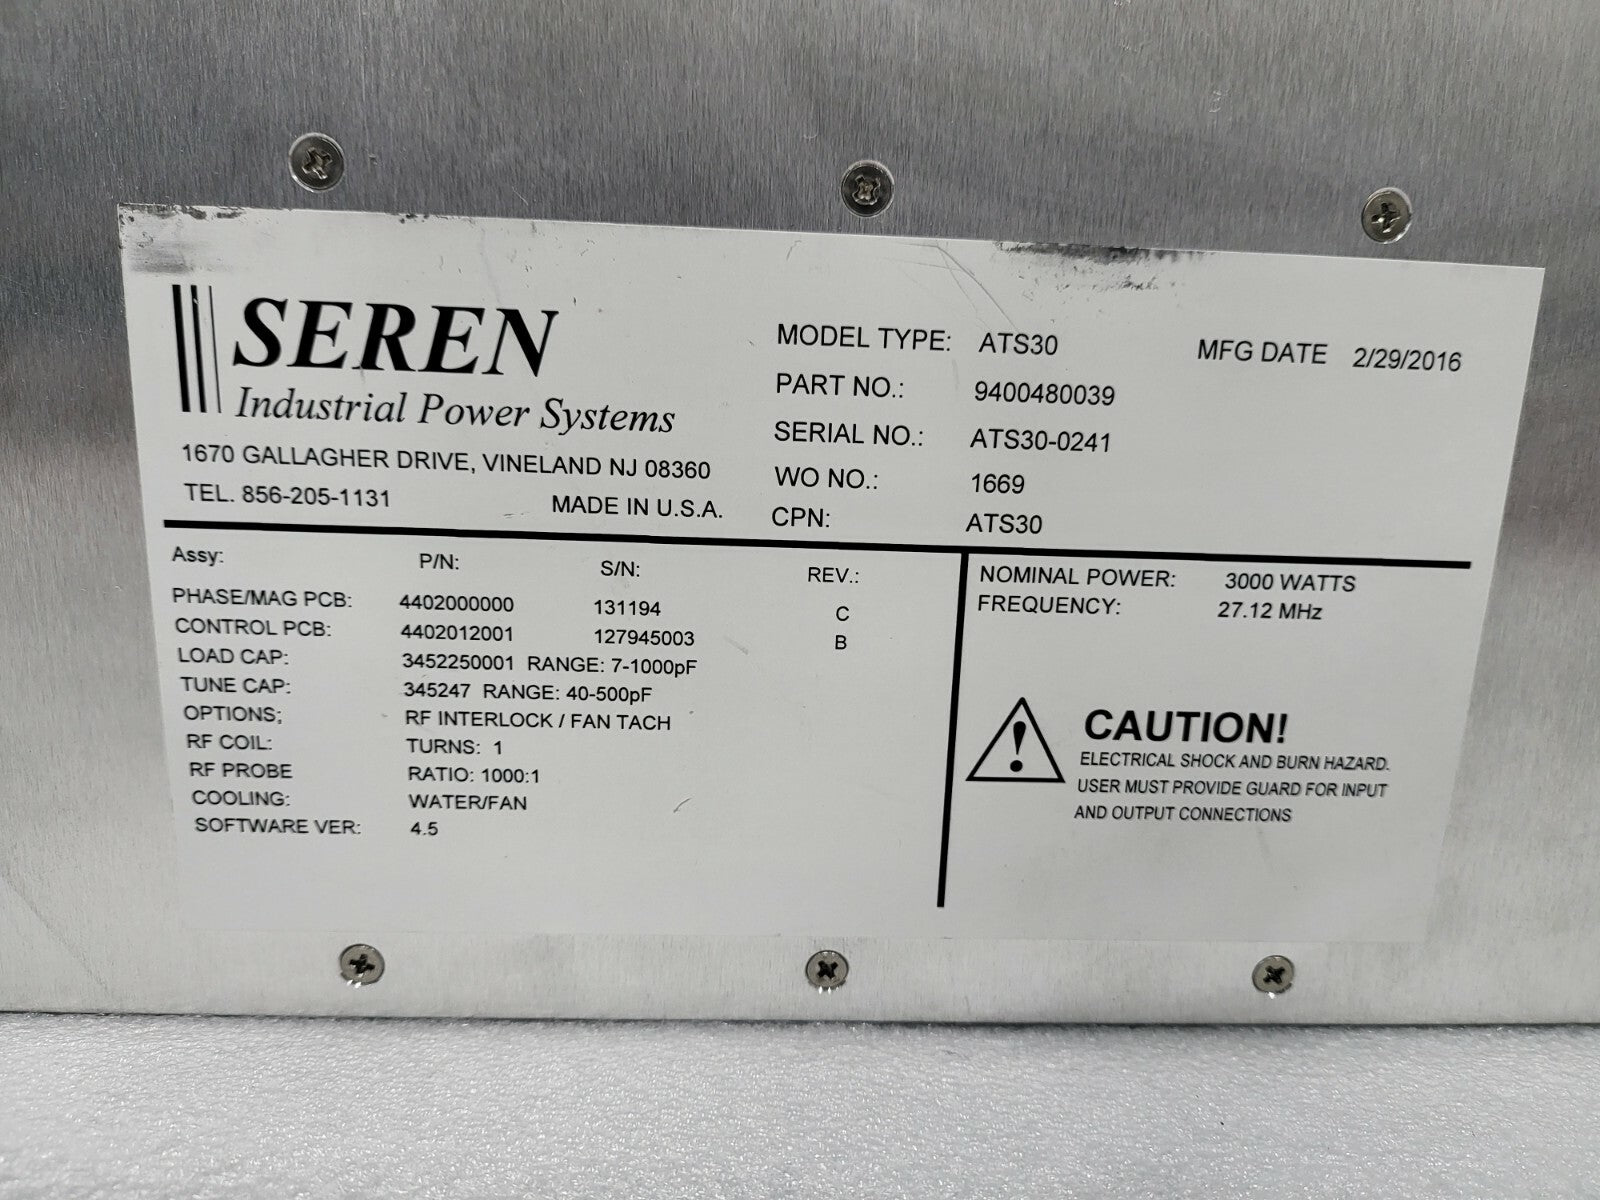 SEREN
Industrial Power Systems
1670 GALLAGHER DRIVE, VINELAND NJ 08360
TEL. 856-205-1131 MADE IN U.S.A.
MODEL TYPE: ATS30 MFG DATE 2/29/2016
PART NO.: 9400480039
SERIAL NO.: ATS30-0241
WO NO.: 1669
CPN: ATS30
Assy: P/N: S/N: REV.:
PHASE/MAG PCB: 4402000000 131194 C
CONTROL PCB: 4402012001 127945003 B
LOAD CAP: 3452250001 RANGE: 7-1000pF
TUNE CAP: 345247 RANGE: 40-500pF
OPTIONS; RF INTERLOCK / FAN TACH
RF COIL: TURNS: 1
RF PROBE RATIO: 1000:1
COOLING: WATER/FAN
SOFTWARE VER: 4.5
NOMINAL POWER: 3000 WATTS
FREQUENCY: 27.12 MHz
CAUTION!
ELECTRICAL SHOCK AND BURN HAZARD.
USER MUST PROVIDE GUARD FOR INPUT
AND OUTPUT CONNECTIONS